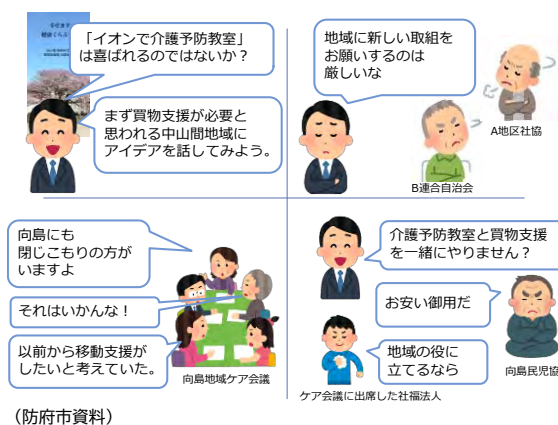 「イオンで介護予防教室」
は喜ばれるのではないか？
まず買物支援が必要と
思われる中山間地域に
アイデアを話してみよう。
地域に新しい取組を
お願いするのは
厳しいな
A地区社協
B連合自治会
向島にも
閉じこもりの方が
いますよ
それはいかんな！
以前から移動支援が
したいと考えていた。
向島地域ケア会議
介護予防教室と買物支援
を一緒にやりません？
お安い御用だ
向島民児協
地域の役に
立てるなら
ケア会議に出席した社福法人
（防府市資料）